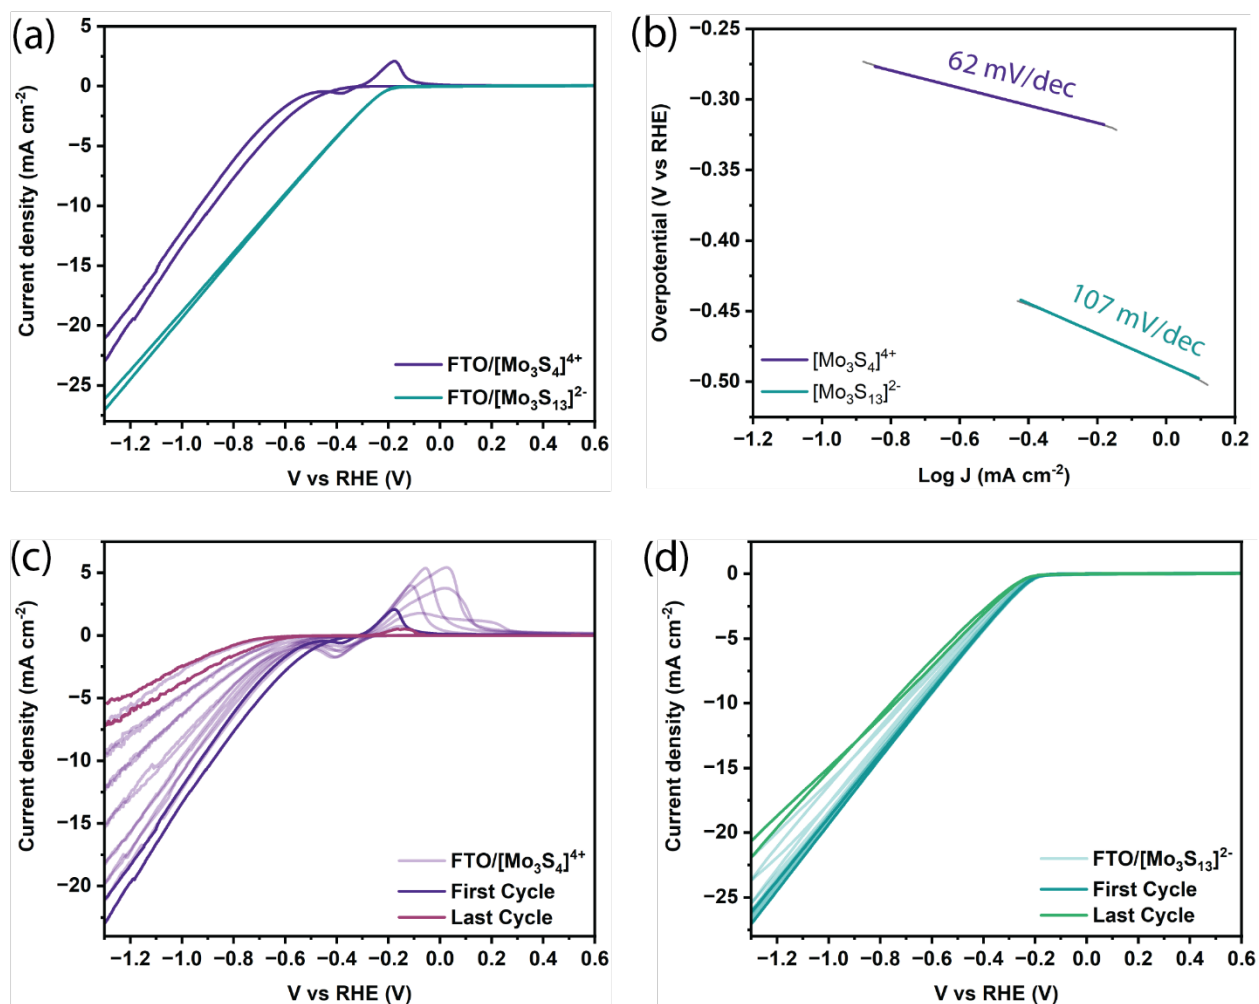 (a)
5
0
−5
−10
−15
−20
−25
Current density (mA cm⁻²)
FTO/[Mo₃S₄]⁴⁺
FTO/[Mo₃S₁₃]²⁻
−1.2 −1.0 −0.8 −0.6 −0.4 −0.2 0.0 0.2 0.4 0.6
V vs RHE (V)
(b)
−0.25
−0.30
−0.35
−0.40
−0.45
−0.50
Overpotential (V vs RHE)
62 mV/dec
107 mV/dec
[Mo₃S₄]⁴⁺
[Mo₃S₁₃]²⁻
−1.2 −1.0 −0.8 −0.6 −0.4 −0.2 0.0 0.2
Log J (mA cm⁻²)
(c)
5
0
−5
−10
−15
−20
Current density (mA cm⁻²)
FTO/[Mo₃S₄]⁴⁺
First Cycle
Last Cycle
−1.2 −1.0 −0.8 −0.6 −0.4 −0.2 0.0 0.2 0.4 0.6
V vs RHE (V)
(d)
0
−5
−10
−15
−20
−25
Current density (mA cm⁻²)
FTO/[Mo₃S₁₃]²⁻
First Cycle
Last Cycle
−1.2 −1.0 −0.8 −0.6 −0.4 −0.2 0.0 0.2 0.4 0.6
V vs RHE (V)